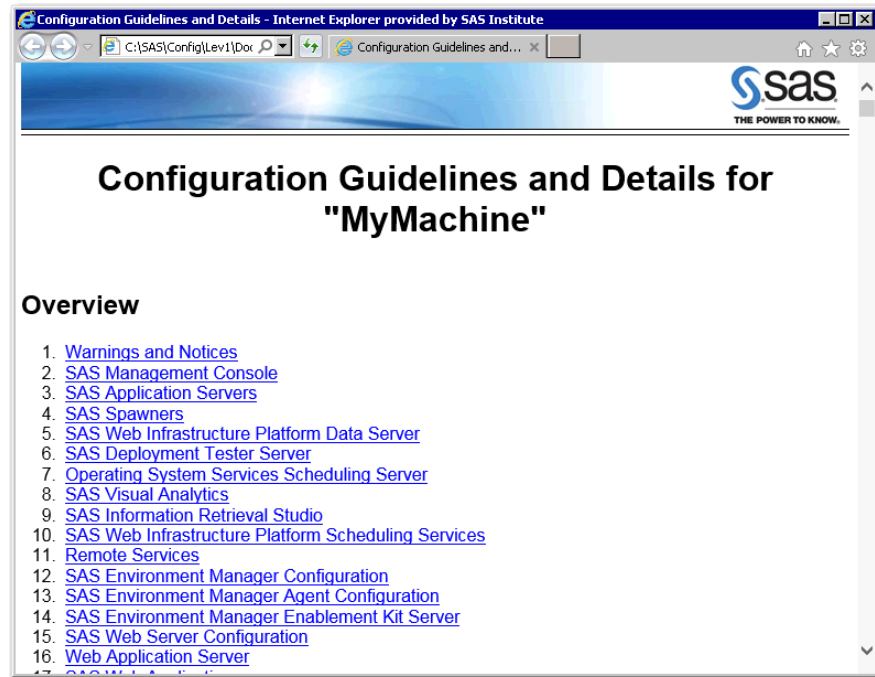 Configuration Guidelines and Details - Internet Explorer provided by SAS Institute
C:\SAS\Config\Lev1\Doc
Configuration Guidelines and...
sas
THE POWER TO KNOW.
Configuration Guidelines and Details for
"MyMachine"
Overview
1. Warnings and Notices
2. SAS Management Console
3. SAS Application Servers
4. SAS Spawners
5. SAS Web Infrastructure Platform Data Server
6. SAS Deployment Tester Server
7. Operating System Services Scheduling Server
8. SAS Visual Analytics
9. SAS Information Retrieval Studio
10. SAS Web Infrastructure Platform Scheduling Services
11. Remote Services
12. SAS Environment Manager Configuration
13. SAS Environment Manager Agent Configuration
14. SAS Environment Manager Enablement Kit Server
15. SAS Web Server Configuration
16. Web Application Server